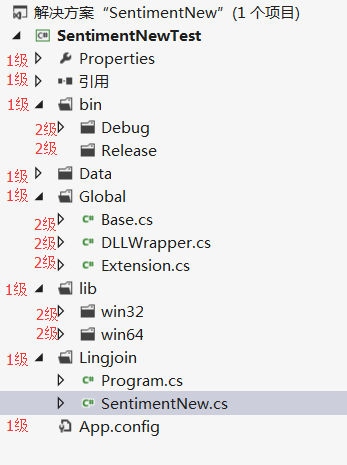 解决方案“SentimentNew”(1 个项目)
SentimentNewTest
1级 Properties
1级 引用
1级 bin
2级 Debug
2级 Release
1级 Data
1级 Global
2级 Base.cs
2级 DLLWrapper.cs
2级 Extension.cs
1级 lib
2级 win32
2级 win64
1级 Lingjoin
Program.cs
SentimentNew.cs
1级 App.config